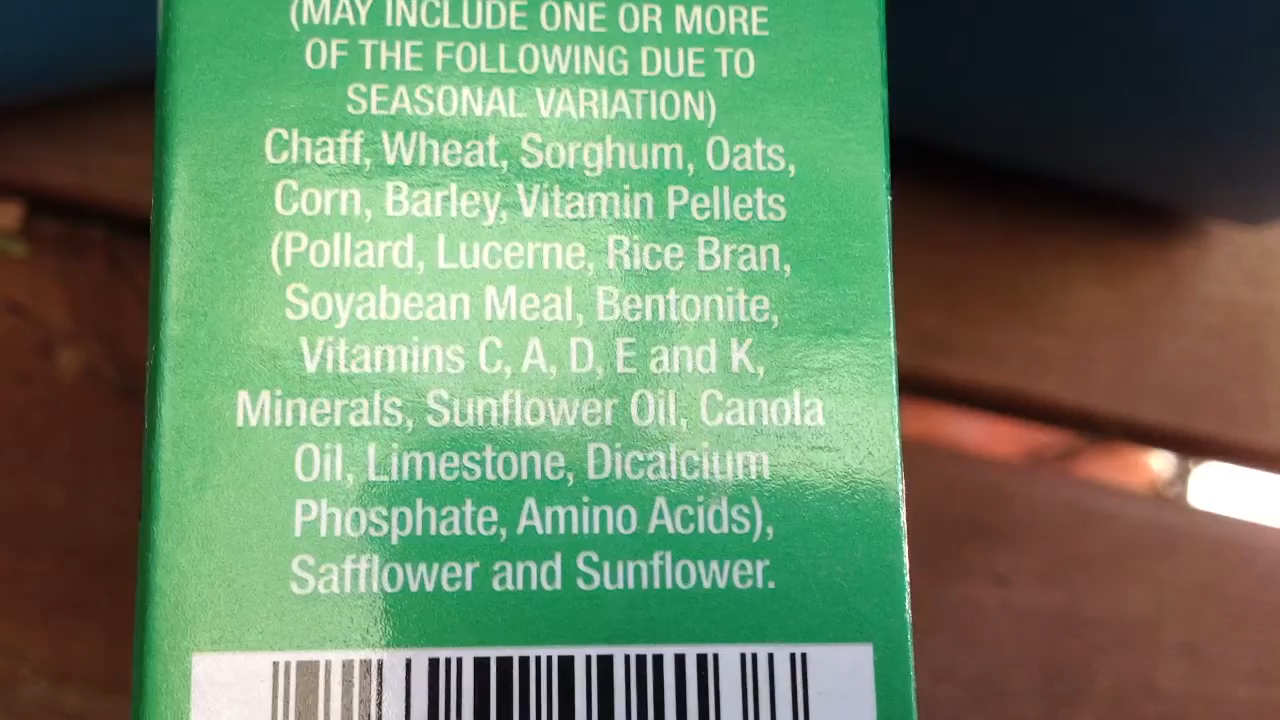 (MAY INCLUDE ONE OR MORE
OF THE FOLLOWING DUE TO
SEASONAL VARIATION)
Chaff, Wheat, Sorghum, Oats,
Corn, Barley, Vitamin Pellets
(Pollard, Lucerne, Rice Bran,
Soyabean Meal, Bentonite,
Vitamins C, A, D, E and K,
Minerals, Sunflower Oil, Canola
Oil, Limestone, Dicalcium
Phosphate, Amino Acids),
Safflower and Sunflower.